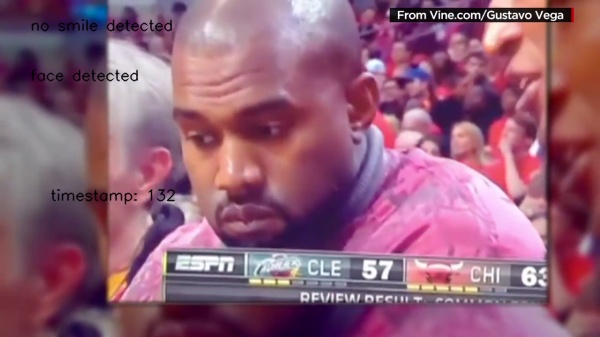 From Vine.com/Gustavo Vega
no smile detected
face detected
timestamp: 132
ESPN CLE 57 CHI 63
REVIEW RESULT: